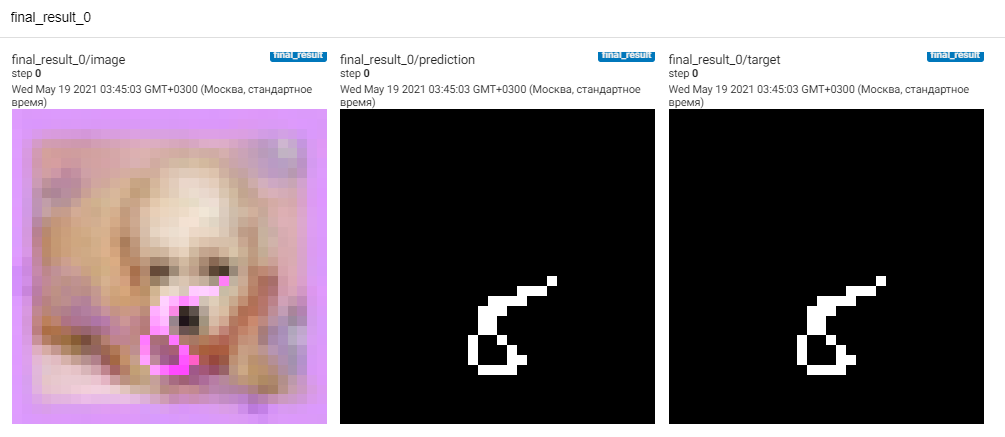 final_result_0
final_result_0/image
final_result
step 0
Wed May 19 2021 03:45:03 GMT+0300 (Москва, стандартное
время)
final_result_0/prediction
final_result
step 0
Wed May 19 2021 03:45:03 GMT+0300 (Москва, стандартное
время)
final_result_0/target
final_result
step 0
Wed May 19 2021 03:45:03 GMT+0300 (Москва, стандартное
время)